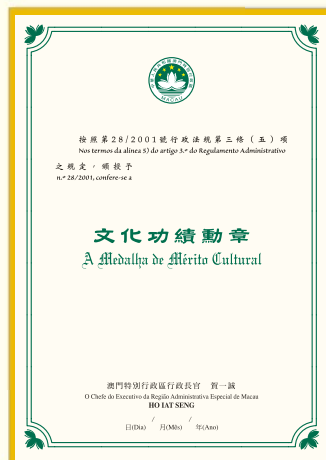 MACAU
按照第28/2001號行政法規第三條（五）項
Nos termos da alínea 5) do artigo 3.º do Regulamento Administrativo
之規定，頒授予
n.º 28/2001, confere-se a
文化功績勳章
A Medalha de Mérito Cultural
澳門特別行政區行政長官　賀一誠
O Chefe do Executivo da Região Administrativa Especial de Macau
HO IAT SENG
/ /
日(Dia) 月(Mês) 年(Ano)